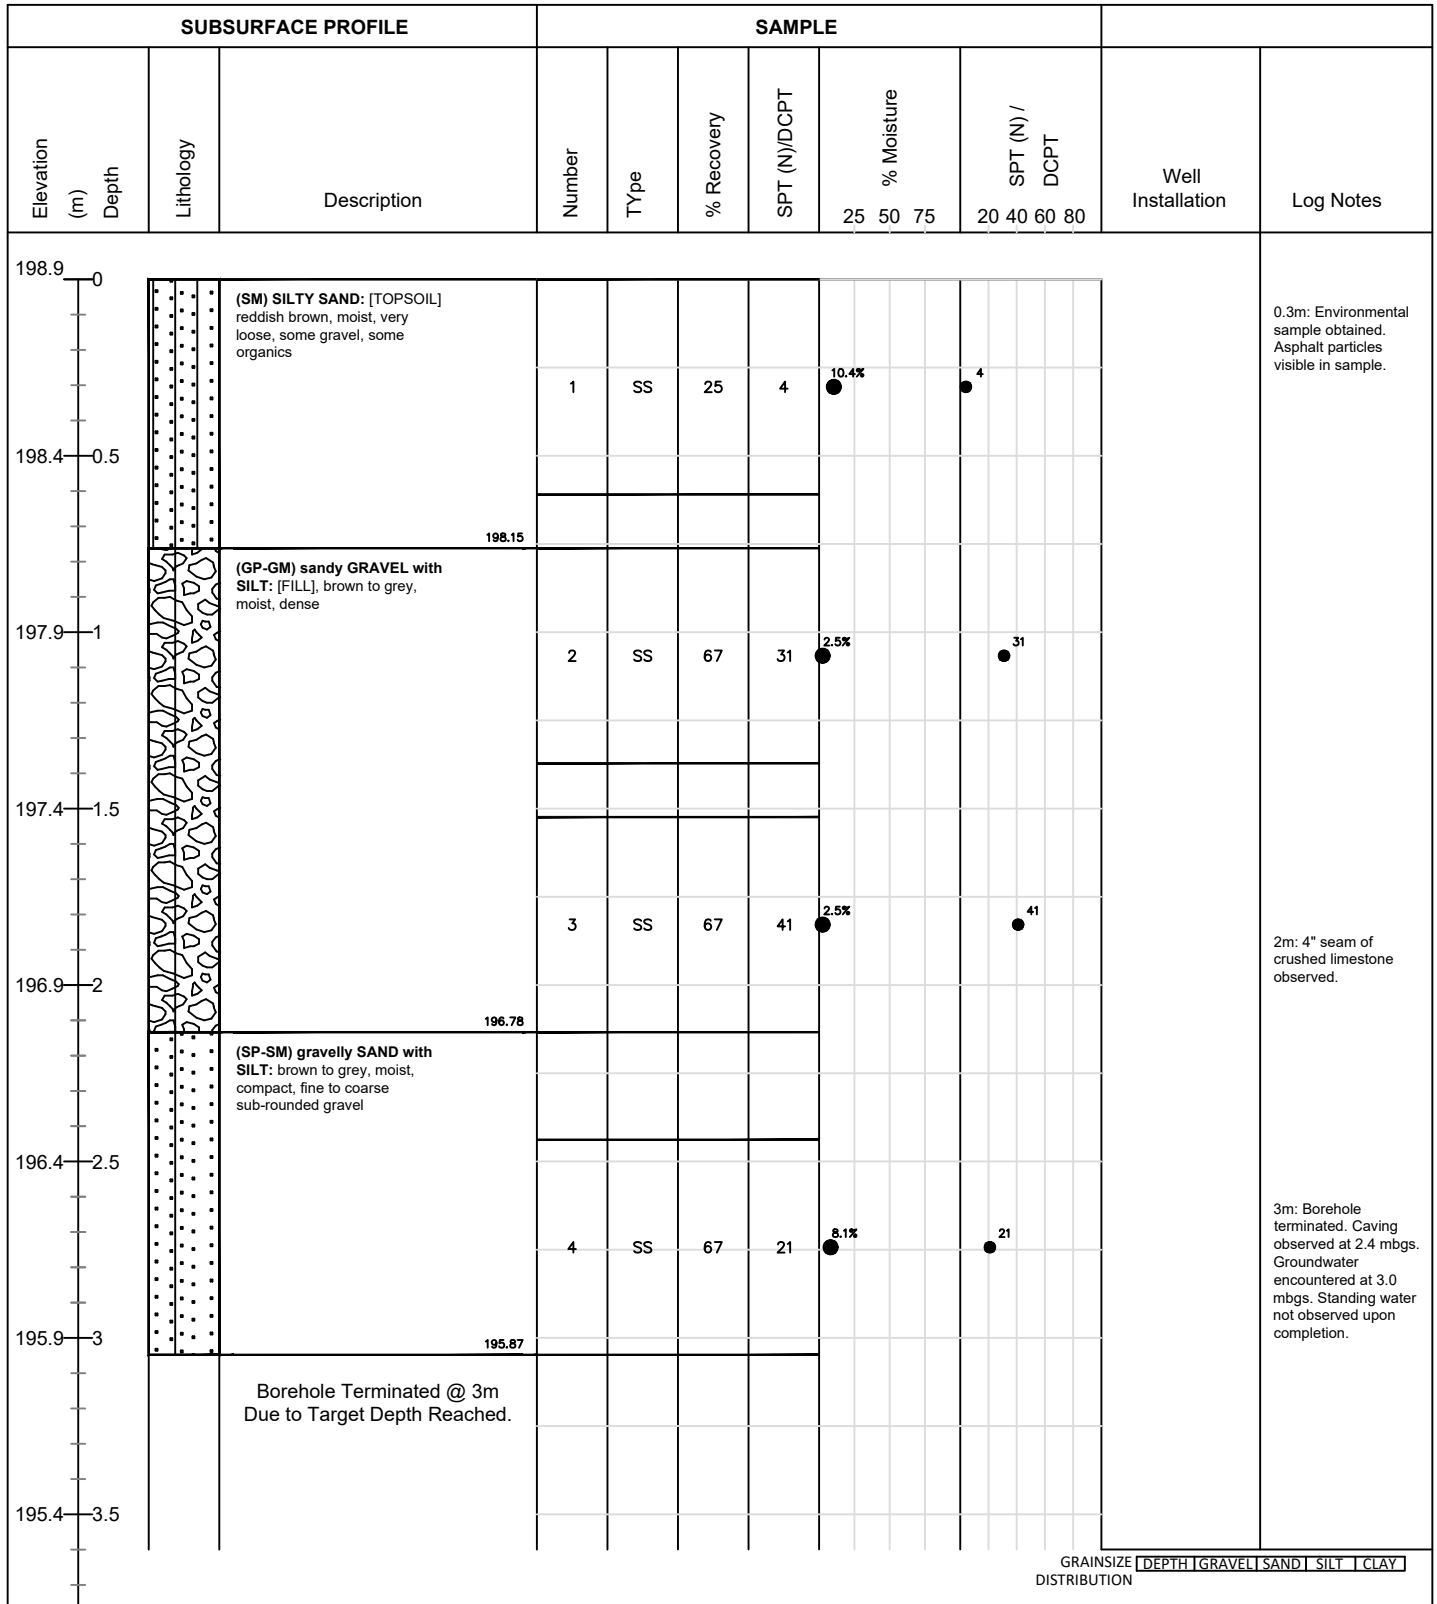 SUBSURFACE PROFILE
SAMPLE
Elevation
(m)
Depth
Lithology
Description
Number
TYpe
% Recovery
SPT (N)/DCPT
% Moisture
25 50 75
SPT (N) /
DCPT
20 40 60 80
Well
Installation
Log Notes
198.9
0
(SM) SILTY SAND: [TOPSOIL]
reddish brown, moist, very
loose, some gravel, some
organics
0.3m: Environmental
sample obtained.
Asphalt particles
visible in sample.
1 SS 25 4 10.4% 4
198.4 0.5
198.15
(GP-GM) sandy GRAVEL with
SILT: [FILL], brown to grey,
moist, dense
197.9 1
2 SS 67 31 2.5% 31
197.4 1.5
3 SS 67 41 2.5% 41
2m: 4" seam of
crushed limestone
observed.
196.9 2
196.78
(SP-SM) gravelly SAND with
SILT: brown to grey, moist,
compact, fine to coarse
sub-rounded gravel
196.4 2.5
4 SS 67 21 8.1% 21
3m: Borehole
terminated. Caving
observed at 2.4 mbgs.
Groundwater
encountered at 3.0
mbgs. Standing water
not observed upon
completion.
195.9 3
195.87
Borehole Terminated @ 3m
Due to Target Depth Reached.
195.4 3.5
GRAINSIZE
DISTRIBUTION
DEPTH GRAVEL SAND SILT CLAY